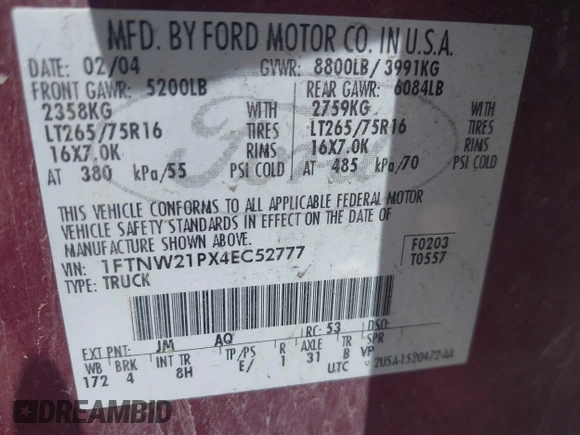 MFD. BY FORD MOTOR CO. IN U.S.A.
DATE: 02/04 GVWR: 8800LB/3991KG
FRONT GAWR: 5200LB REAR GAWR: 6084LB
2358KG WITH 2759KG WITH
LT265/75R16 TIRES LT265/75R16 TIRES
16X7.0K RIMS 16X7.0K RIMS
AT 380 kPa/55 PSI COLD AT 485 kPa/70 PSI COLD
THIS VEHICLE CONFORMS TO ALL APPLICABLE FEDERAL MOTOR
VEHICLE SAFETY STANDARDS IN EFFECT ON THE DATE OF
MANUFACTURE SHOWN ABOVE.
VIN: 1FTNW21PX4EC52777
TYPE: TRUCK
F0203
T0557
EXT PNT: JM AQ RC: 53 DSO:
WB BRK INT TR TP/PS R AXLE TR SPR
172 4 8H E/ 1 31 B VP
UTC 2U5A-1520472-AA
Ford
DREAMBID